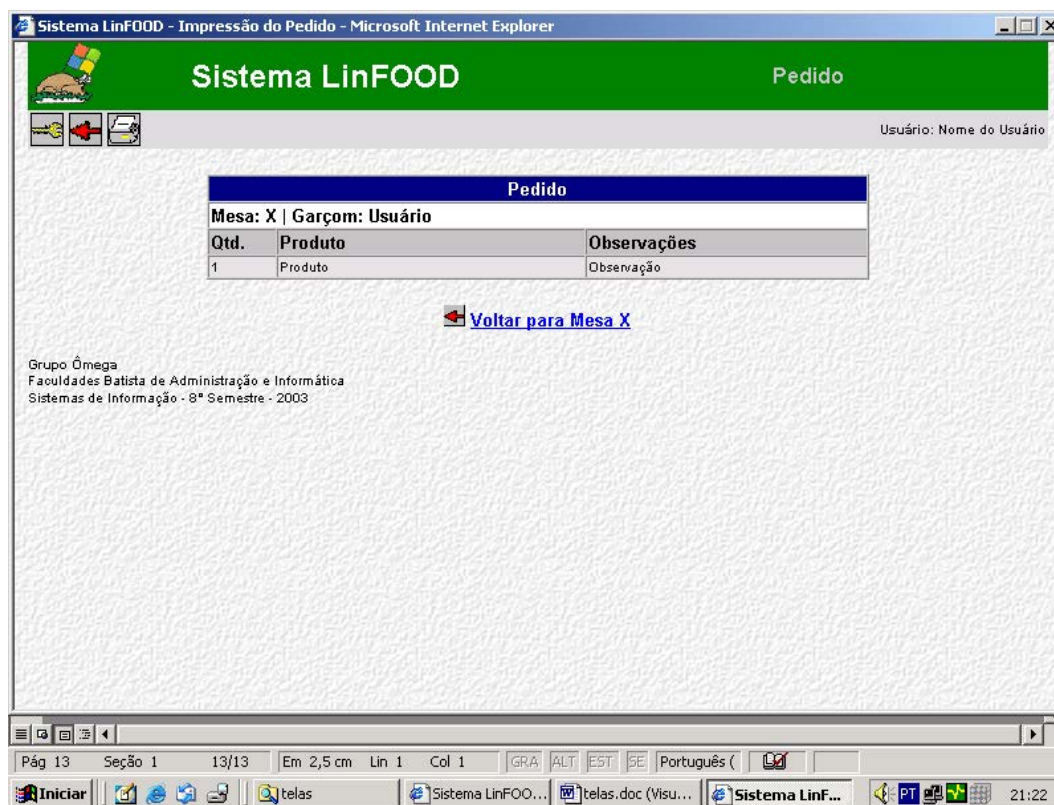 Sistema LinFOOD - Impressão do Pedido - Microsoft Internet Explorer
Sistema LinFOOD
Pedido
Usuário: Nome do Usuário
Pedido
Mesa: X | Garçom: Usuário
Qtd. Produto Observações
1 Produto Observação
Voltar para Mesa X
Grupo Ômega
Faculdades Batista de Administração e Informática
Sistemas de Informação - 8º Semestre - 2003
Pág 13 Seção 1 13/13 Em 2,5 cm Lin 1 Col 1 GRA ALT EST SE Português (
Iniciar telas Sistema LinFOO... telas.doc (Visu... Sistema LinF... PT 21:22